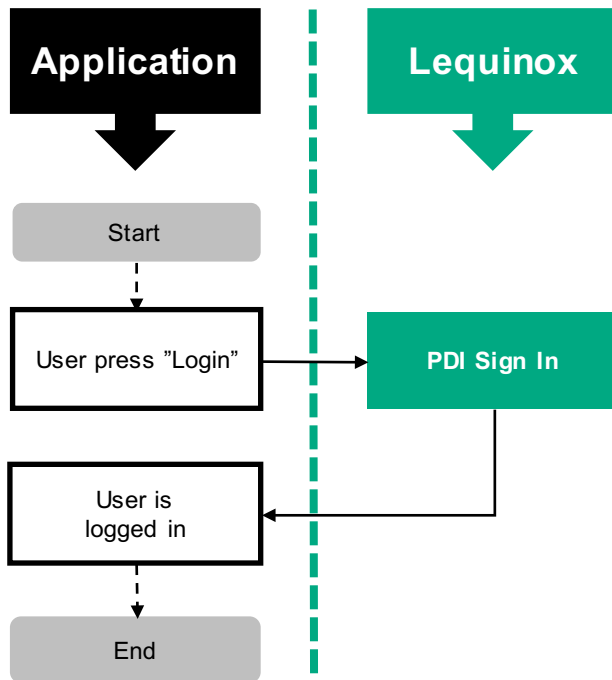 Application
Lequinox
Start
User press ”Login”
PDI Sign In
User is
logged in
End